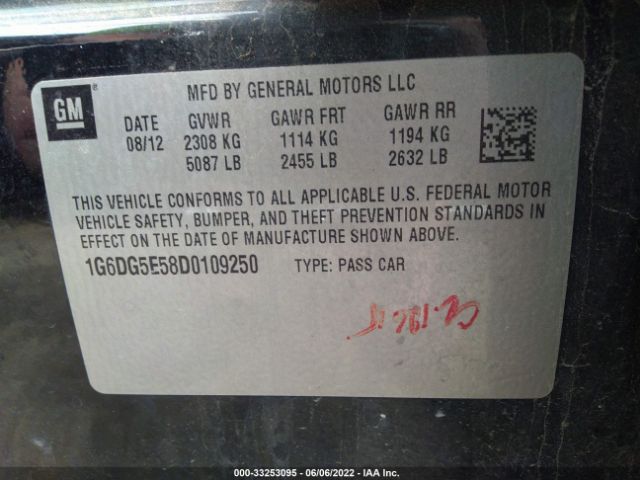 GM
MFD BY GENERAL MOTORS LLC
DATE GVWR GAWR FRT GAWR RR
08/12 2308 KG 1114 KG 1194 KG
5087 LB 2455 LB 2632 LB
THIS VEHICLE CONFORMS TO ALL APPLICABLE U.S. FEDERAL MOTOR
VEHICLE SAFETY, BUMPER, AND THEFT PREVENTION STANDARDS IN
EFFECT ON THE DATE OF MANUFACTURE SHOWN ABOVE.
1G6DG5E58D0109250 TYPE: PASS CAR
000-33253095 - 06/06/2022 - IAA Inc.